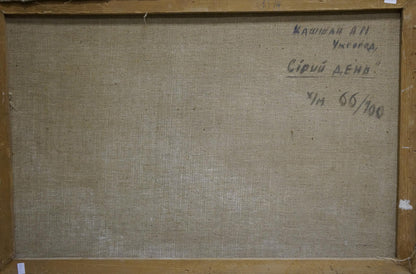 Кашшай А М
Ужгород,
"Сірий день"
х/м 66/100